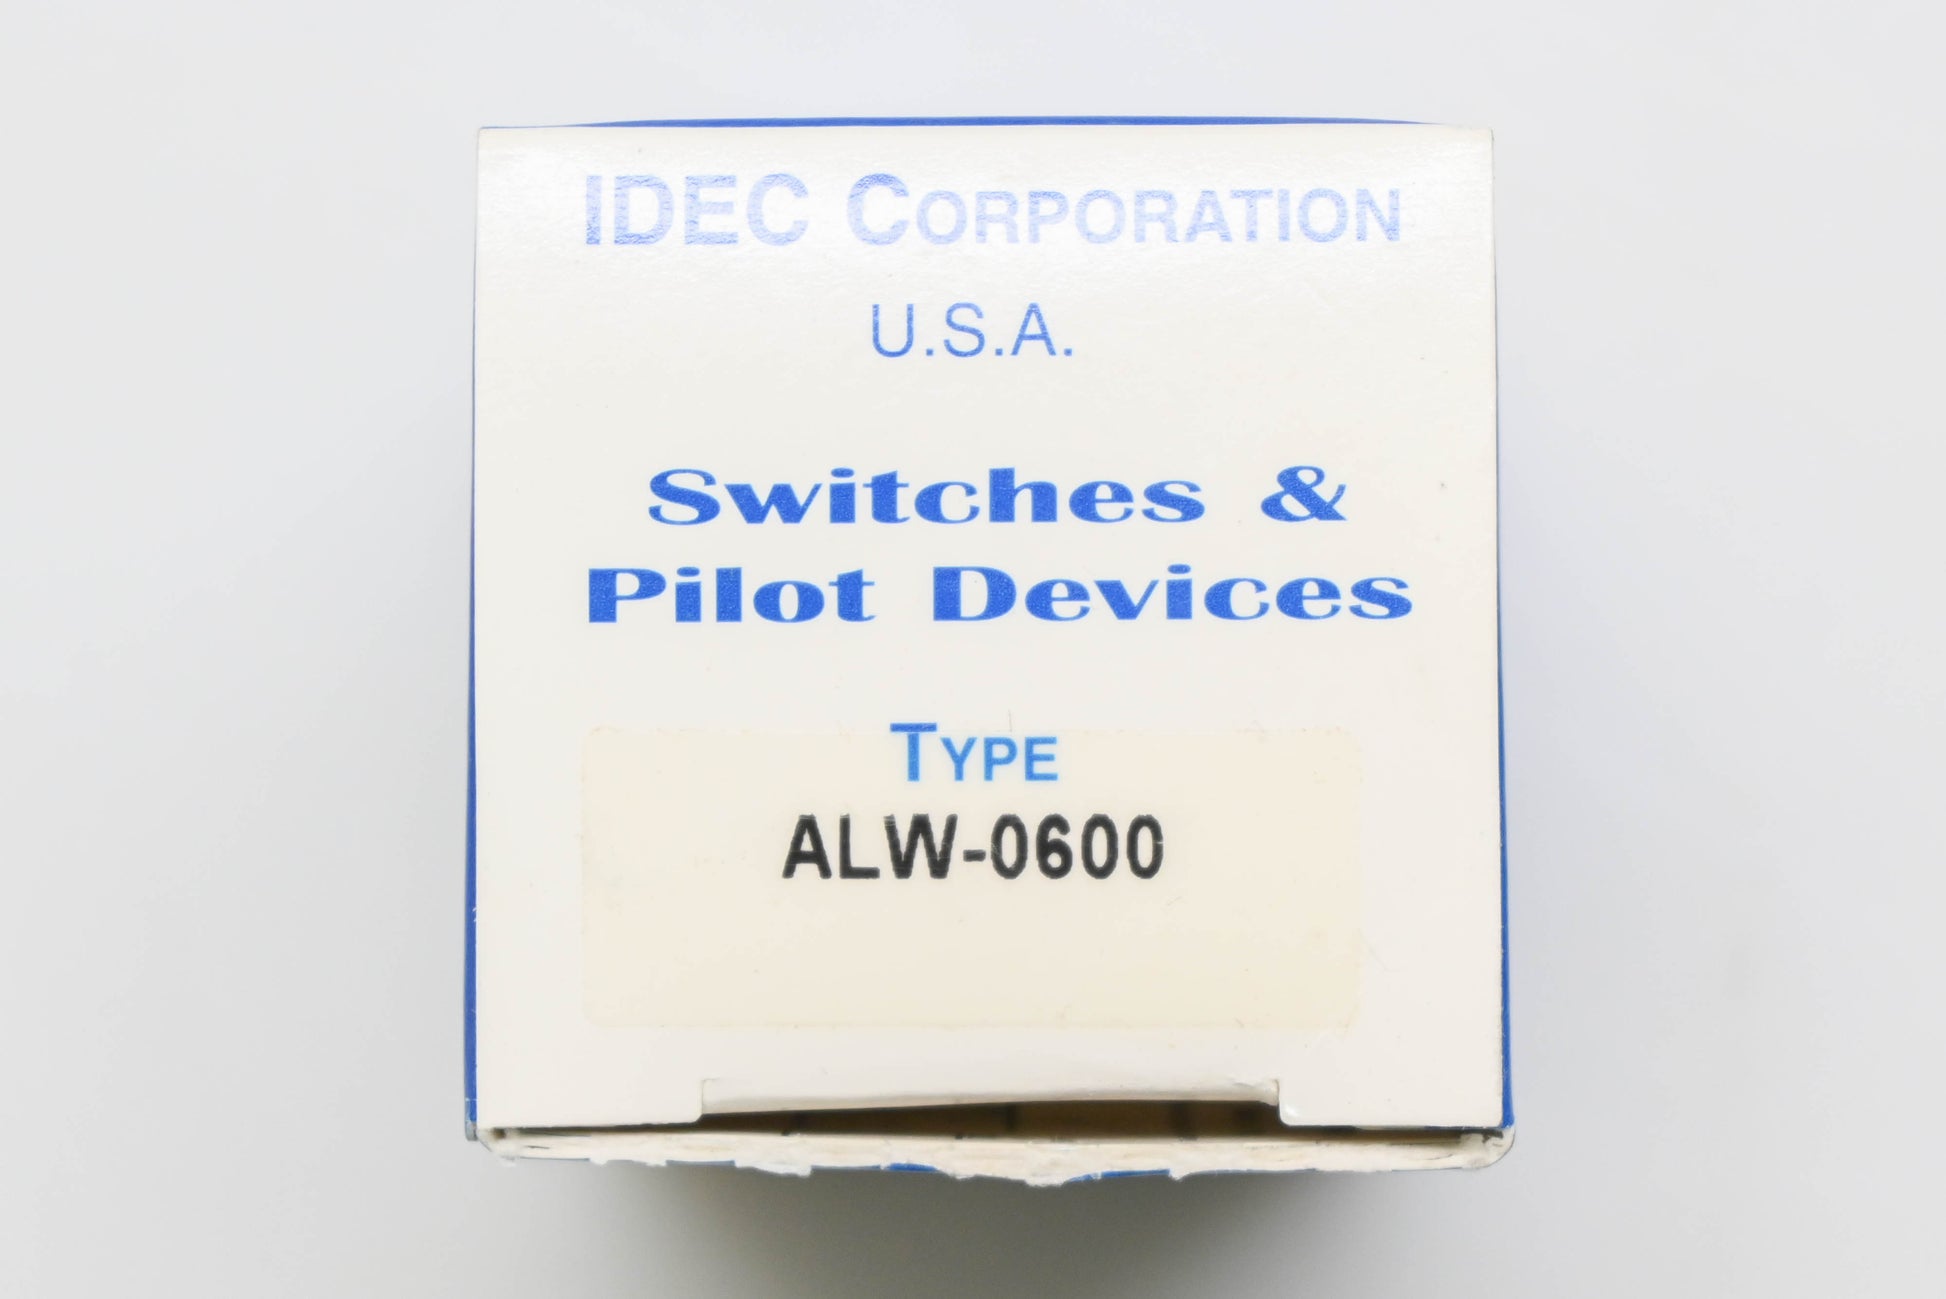 IDEC CORPORATION
U.S.A.
Switches &
Pilot Devices
TYPE
ALW-0600